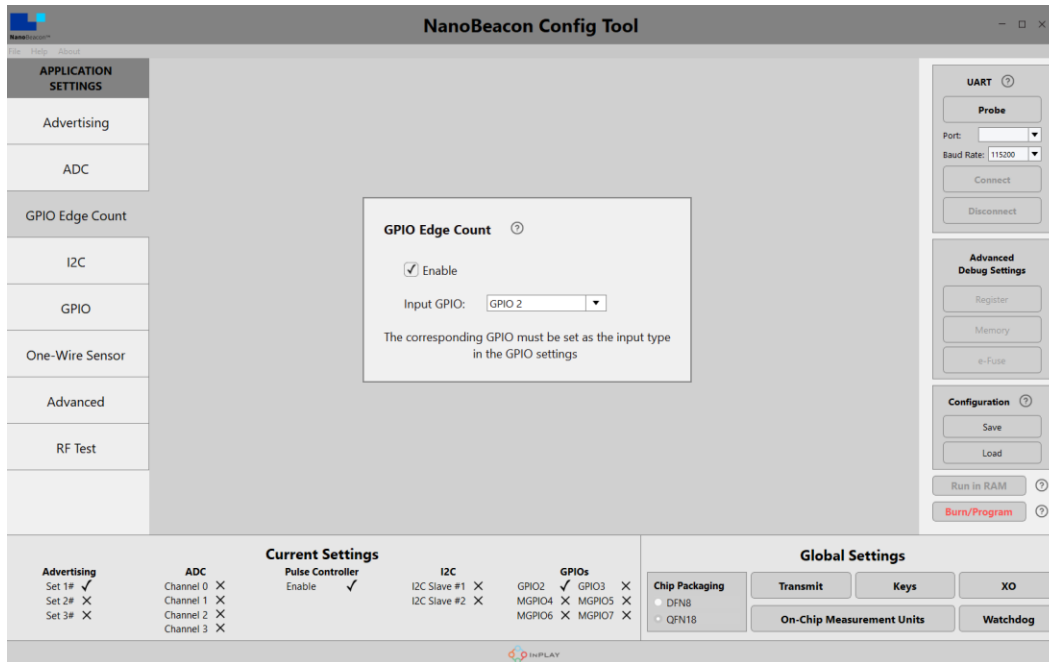 NanoBeacon Config Tool
NanoBeacon™
File Help About
APPLICATION
SETTINGS
Advertising
ADC
GPIO Edge Count
I2C
GPIO
One-Wire Sensor
Advanced
RF Test
GPIO Edge Count ?
Enable
Input GPIO: GPIO 2
The corresponding GPIO must be set as the input type
in the GPIO settings
UART ?
Probe
Port:
Baud Rate: 115200
Connect
Disconnect
Advanced
Debug Settings
Register
Memory
e-Fuse
Configuration ?
Save
Load
Run in RAM ?
Burn/Program ?
Current Settings
Advertising
Set 1#
Set 2#
Set 3#
ADC
Channel 0
Channel 1
Channel 2
Channel 3
Pulse Controller
Enable
I2C
I2C Slave #1
I2C Slave #2
GPIOs
GPIO2 GPIO3
MGPIO4 MGPIO5
MGPIO6 MGPIO7
Global Settings
Chip Packaging
DFN8
QFN18
Transmit Keys XO
On-Chip Measurement Units Watchdog
INPLAY